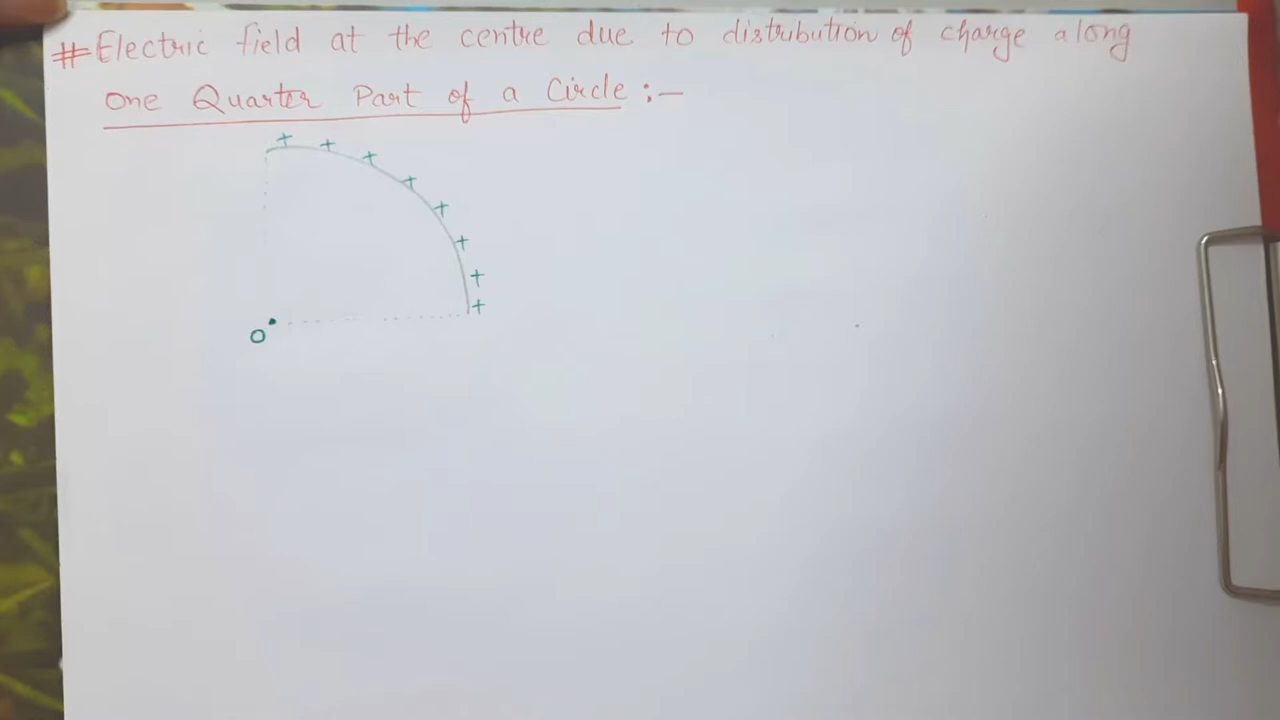 # Electric field at the centre due to distribution of charge along
One Quarter Part of a Circle :-
+ + + + + + + +
O